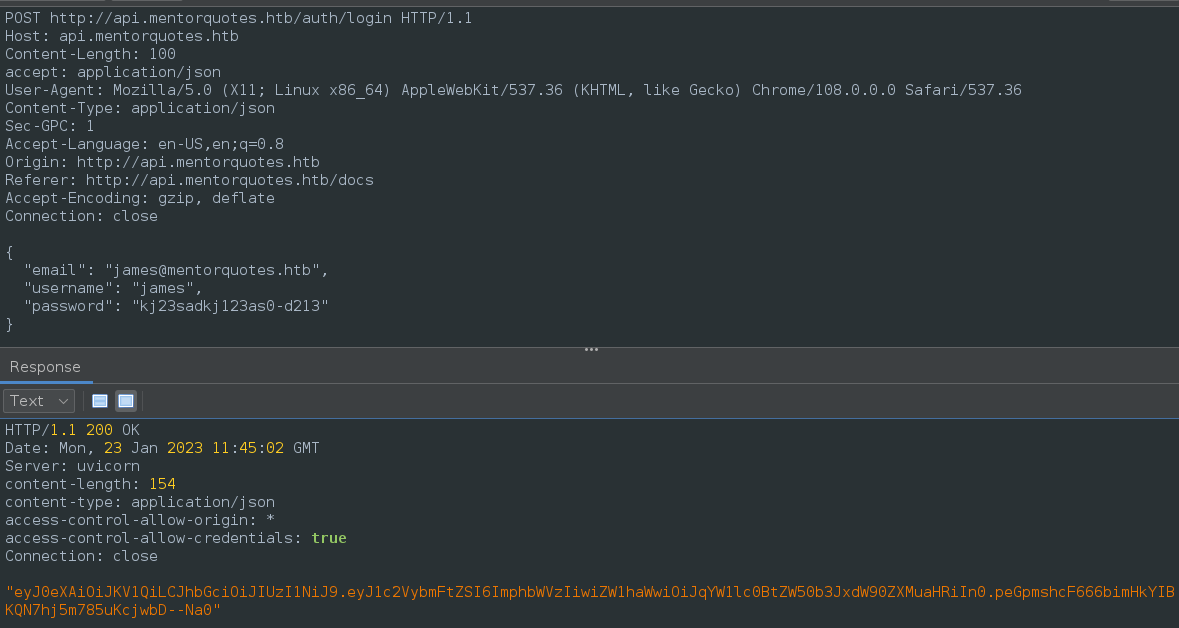 POST http://api.mentorquotes.htb/auth/login HTTP/1.1
Host: api.mentorquotes.htb
Content-Length: 100
accept: application/json
User-Agent: Mozilla/5.0 (X11; Linux x86_64) AppleWebKit/537.36 (KHTML, like Gecko) Chrome/108.0.0.0 Safari/537.36
Content-Type: application/json
Sec-GPC: 1
Accept-Language: en-US,en;q=0.8
Origin: http://api.mentorquotes.htb
Referer: http://api.mentorquotes.htb/docs
Accept-Encoding: gzip, deflate
Connection: close
{
"email": "james@mentorquotes.htb",
"username": "james",
"password": "kj23sadkj123as0-d213"
}
Response
Text
HTTP/1.1 200 OK
Date: Mon, 23 Jan 2023 11:45:02 GMT
Server: uvicorn
content-length: 154
content-type: application/json
access-control-allow-origin: *
access-control-allow-credentials: true
Connection: close
"eyJ0eXAiOiJKV1QiLCJhbGciOiJIUzI1NiJ9.eyJ1c2VybmFtZSI6ImphbWVzIiwiZW1haWwiOiJqYW1lc0BtZW50b3JxdW90ZXMuaHRiIn0.peGpmshcF666bimHkYIB
KQN7hj5m785uKcjwbD--Na0"